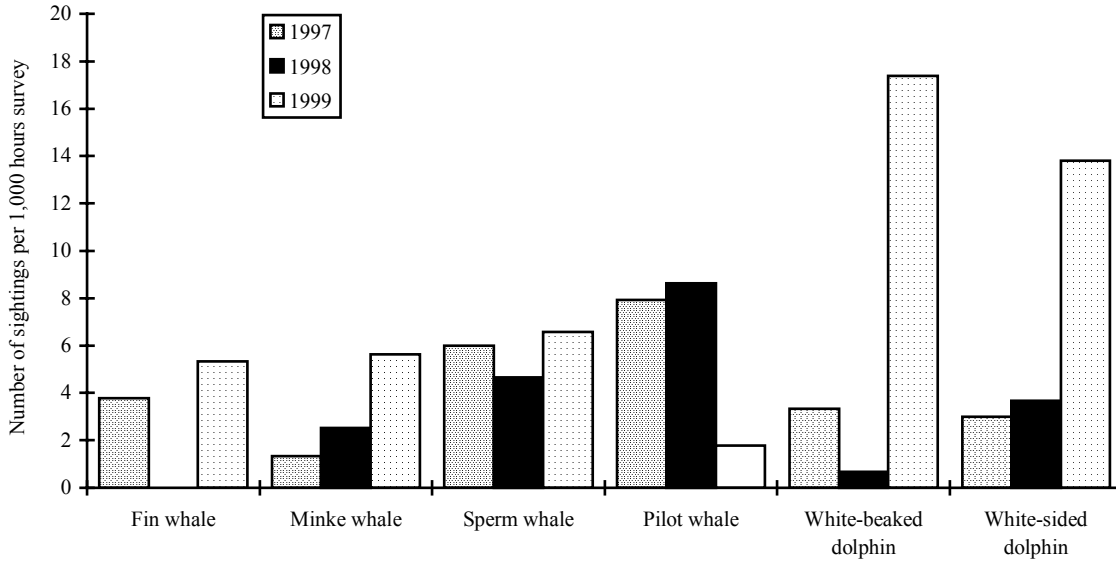 Number of sightings per 1,000 hours survey
20
18
16
14
12
10
8
6
4
2
0
1997
1998
1999
Fin whale
Minke whale
Sperm whale
Pilot whale
White-beaked
dolphin
White-sided
dolphin